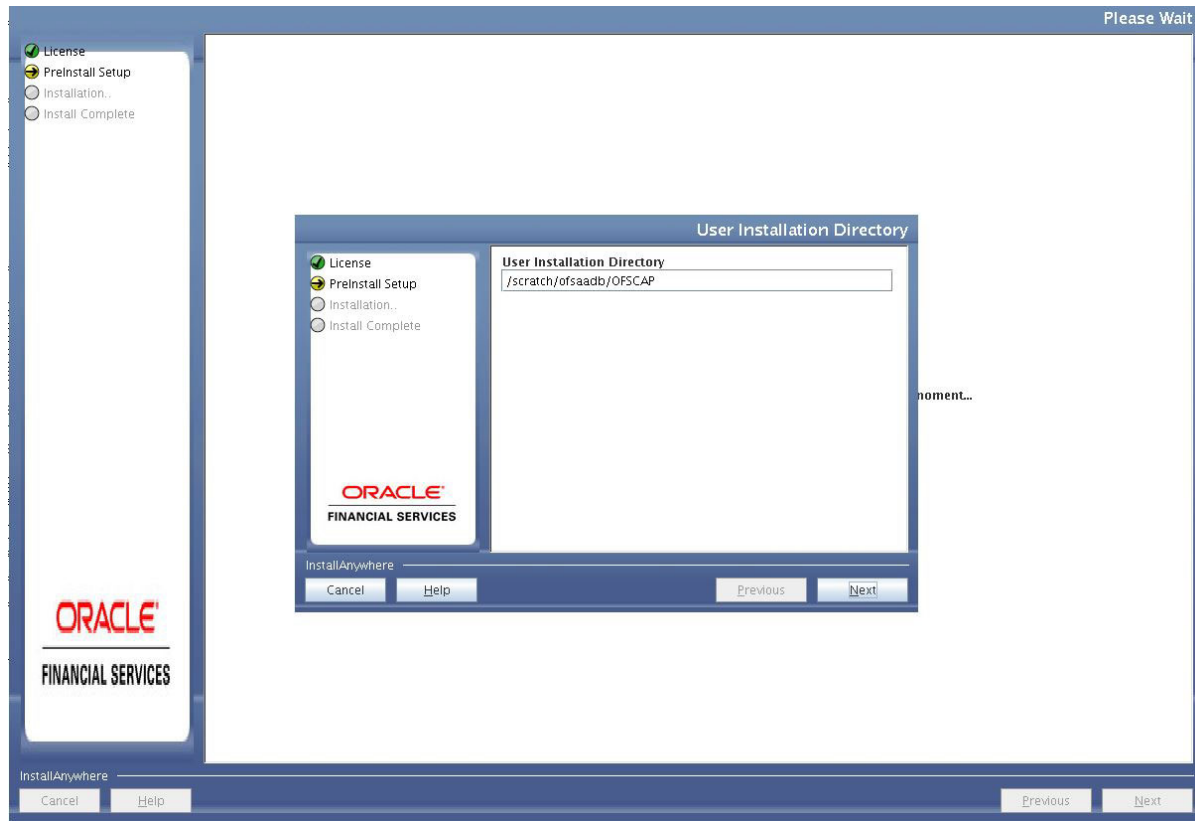 Please Wait
License
PreInstall Setup
Installation..
Install Complete
User Installation Directory
License
PreInstall Setup
Installation..
Install Complete
User Installation Directory
/scratch/ofsaadb/OFSCAP
ORACLE
FINANCIAL SERVICES
InstallAnywhere
Cancel
Help
Previous
Next
ORACLE
FINANCIAL SERVICES
InstallAnywhere
Cancel
Help
Previous
Next